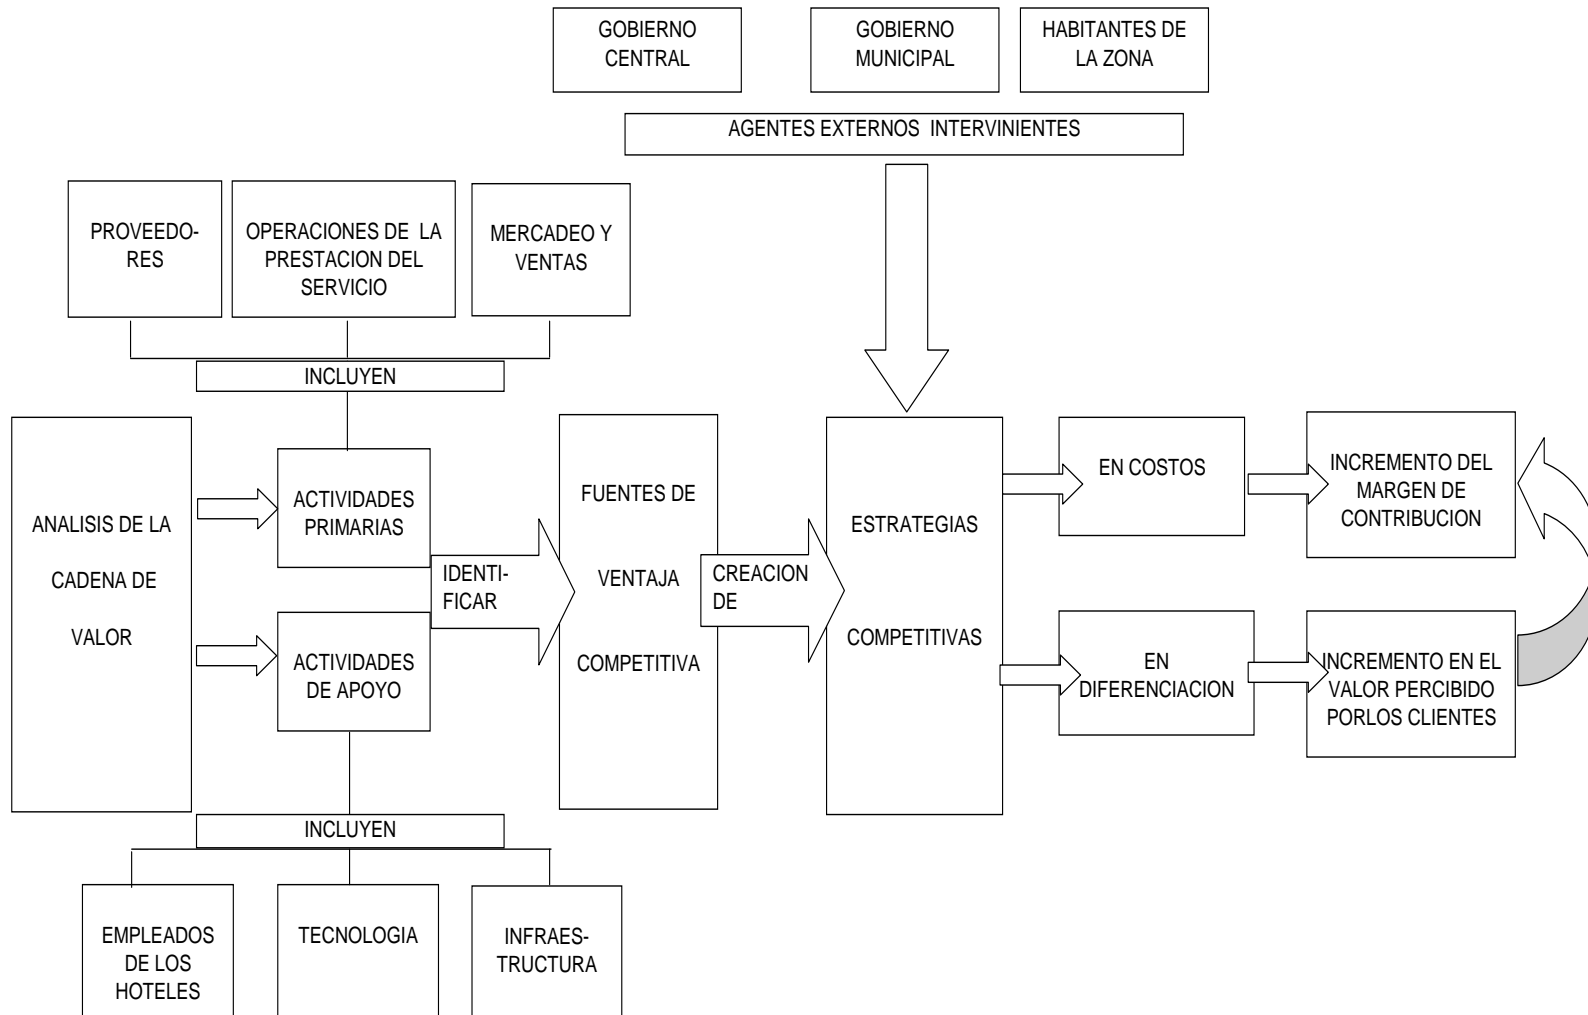 GOBIERNO
CENTRAL
GOBIERNO
MUNICIPAL
HABITANTES DE
LA ZONA
AGENTES EXTERNOS INTERVINIENTES
PROVEEDO-
RES
OPERACIONES DE LA
PRESTACION DEL
SERVICIO
MERCADEO Y
VENTAS
INCLUYEN
ANALISIS DE LA
CADENA DE
VALOR
ACTIVIDADES
PRIMARIAS
ACTIVIDADES
DE APOYO
IDENTI-
FICAR
FUENTES DE
VENTAJA
COMPETITIVA
CREACION
DE
ESTRATEGIAS
COMPETITIVAS
EN COSTOS
INCREMENTO DEL
MARGEN DE
CONTRIBUCION
EN
DIFERENCIACION
INCREMENTO EN EL
VALOR PERCIBIDO
PORLOS CLIENTES
INCLUYEN
EMPLEADOS
DE LOS
HOTELES
TECNOLOGIA
INFRAES-
TRUCTURA